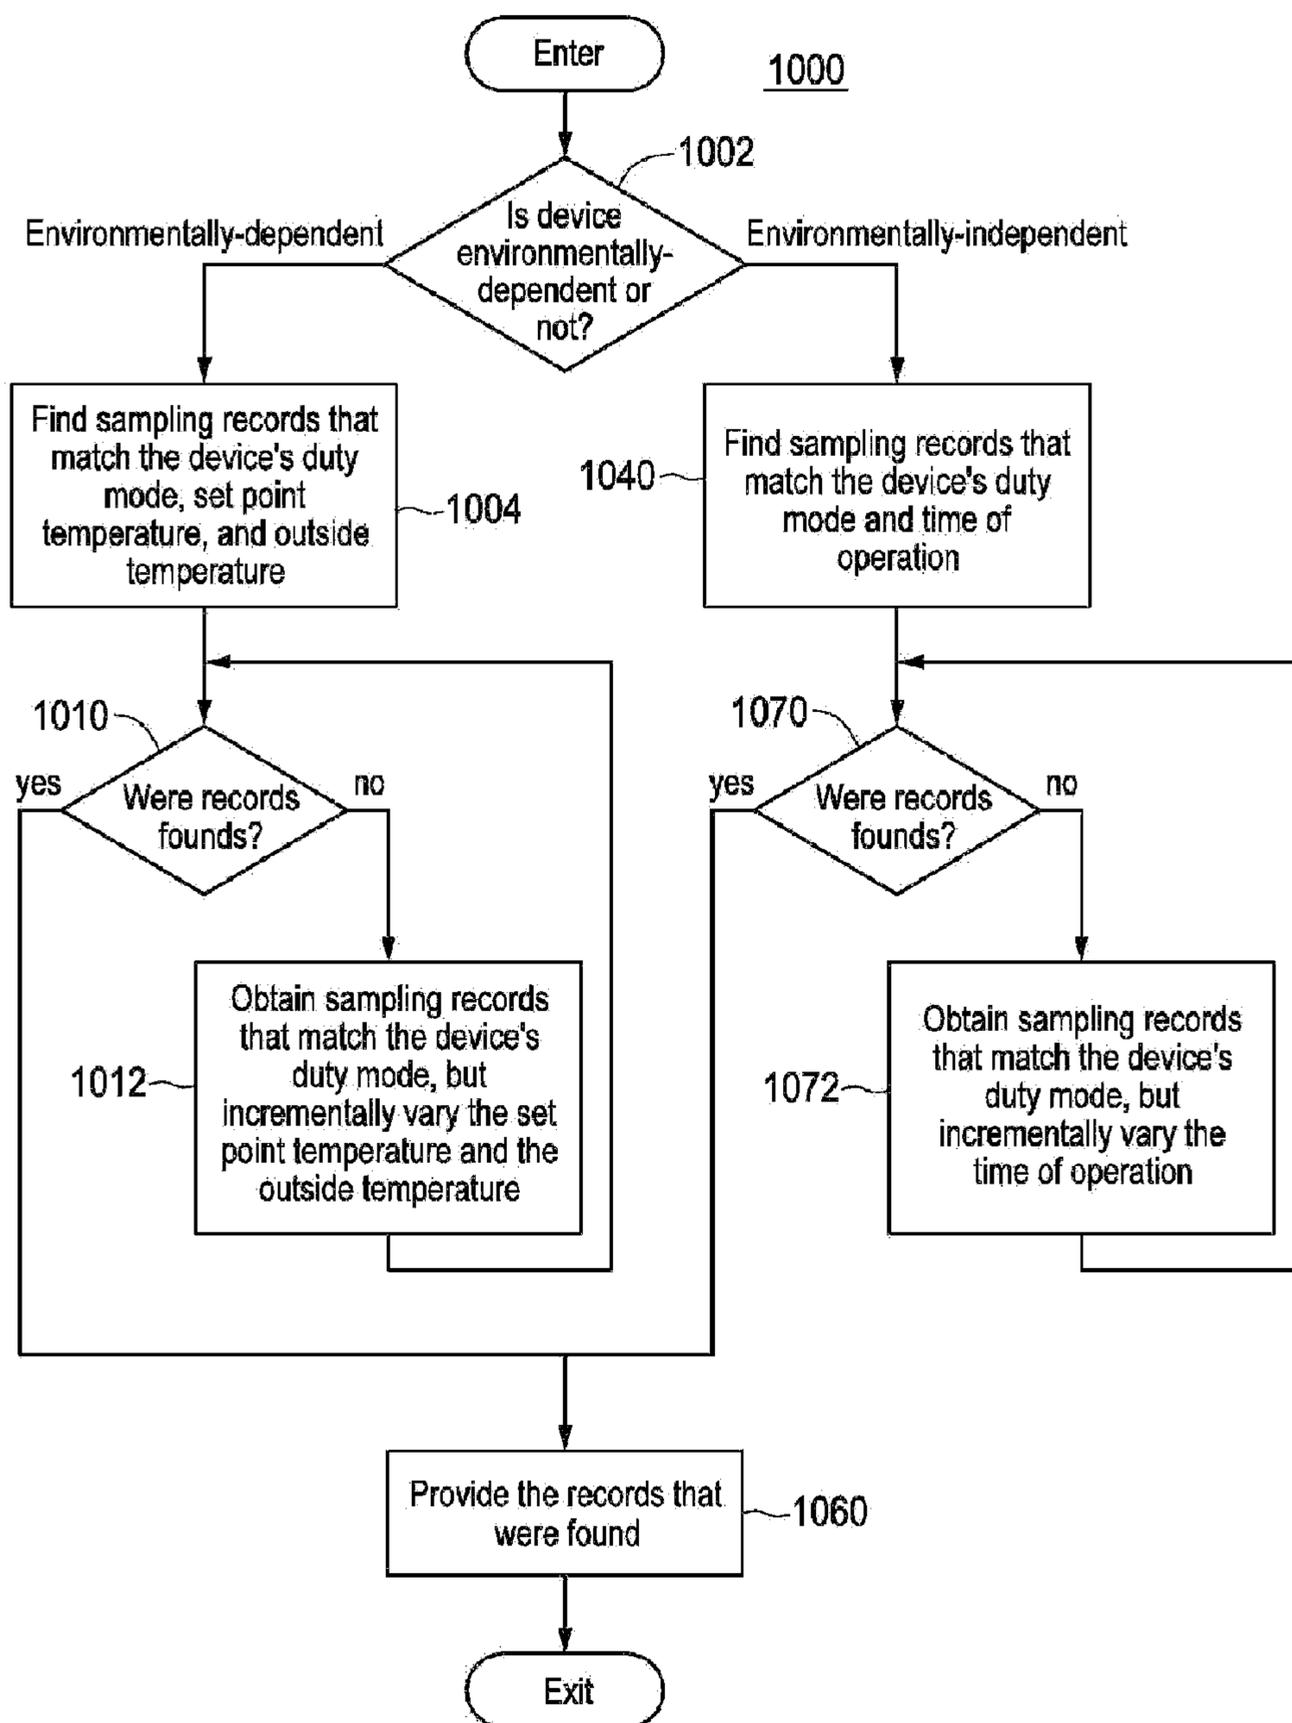 Enter
1000
1002
Is device
environmentally-
dependent or
not?
Environmentally-dependent
Environmentally-independent
Find sampling records that
match the device's duty
mode, set point
temperature, and outside
temperature
1004
1040
Find sampling records that
match the device's duty
mode and time of
operation
1010
yes
Were records
founds?
no
1070
yes
Were records
founds?
no
1012
Obtain sampling records
that match the device's
duty mode, but
incrementally vary the set
point temperature and the
outside temperature
1072
Obtain sampling records
that match the device's
duty mode, but
incrementally vary the
time of operation
Provide the records that
were found
1060
Exit